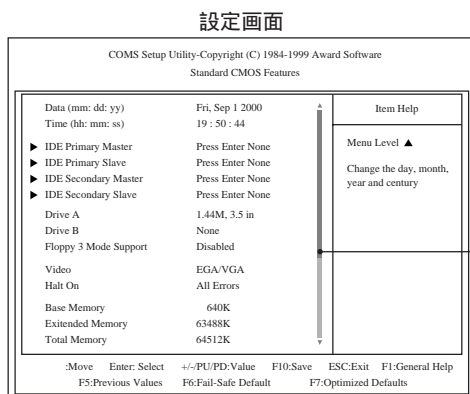 設定画面
COMS Setup Utility-Copyright (C) 1984-1999 Award Software
Standard CMOS Features
Data (mm: dd: yy) Fri, Sep 1 2000
Time (hh: mm: ss) 19 : 50 : 44
▶ IDE Primary Master Press Enter None
▶ IDE Primary Slave Press Enter None
▶ IDE Secondary Master Press Enter None
▶ IDE Secondary Slave Press Enter None
Drive A 1.44M, 3.5 in
Drive B None
Floppy 3 Mode Support Disabled
Video EGA/VGA
Halt On All Errors
Base Memory 640K
Exitended Memory 63488K
Total Memory 64512K
Item Help
Menu Level ▲
Change the day, month,
year and century
:Move Enter: Select +/-/PU/PD:Value F10:Save ESC:Exit F1:General Help
F5:Previous Values F6:Fail-Safe Default F7:Optimized Defaults